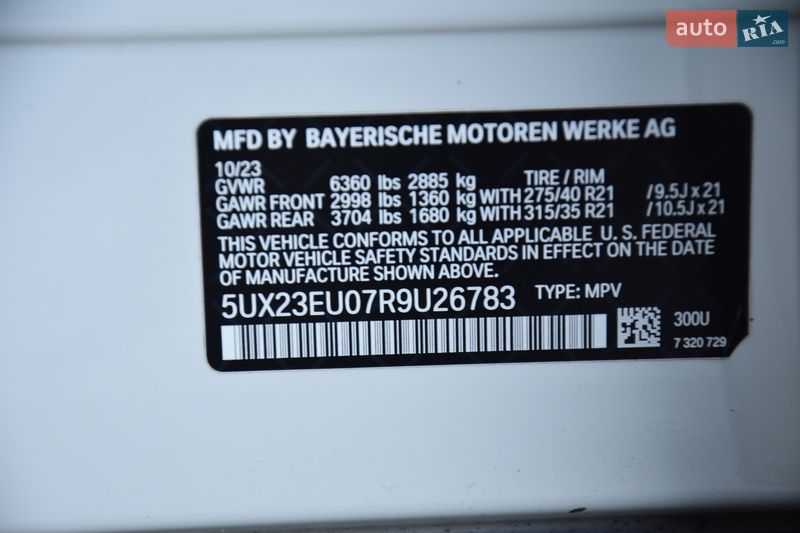 auto RIA
.com
MFD BY BAYERISCHE MOTOREN WERKE AG
10/23
GVWR 6360 lbs 2885 kg TIRE / RIM
GAWR FRONT 2998 lbs 1360 kg WITH 275/40 R21 / 9.5J x 21
GAWR REAR 3704 lbs 1680 kg WITH 315/35 R21 / 10.5J x 21
THIS VEHICLE CONFORMS TO ALL APPLICABLE U. S. FEDERAL
MOTOR VEHICLE SAFETY STANDARDS IN EFFECT ON THE DATE
OF MANUFACTURE SHOWN ABOVE.
5UX23EU07R9U26783 TYPE: MPV
300U
7 320 729